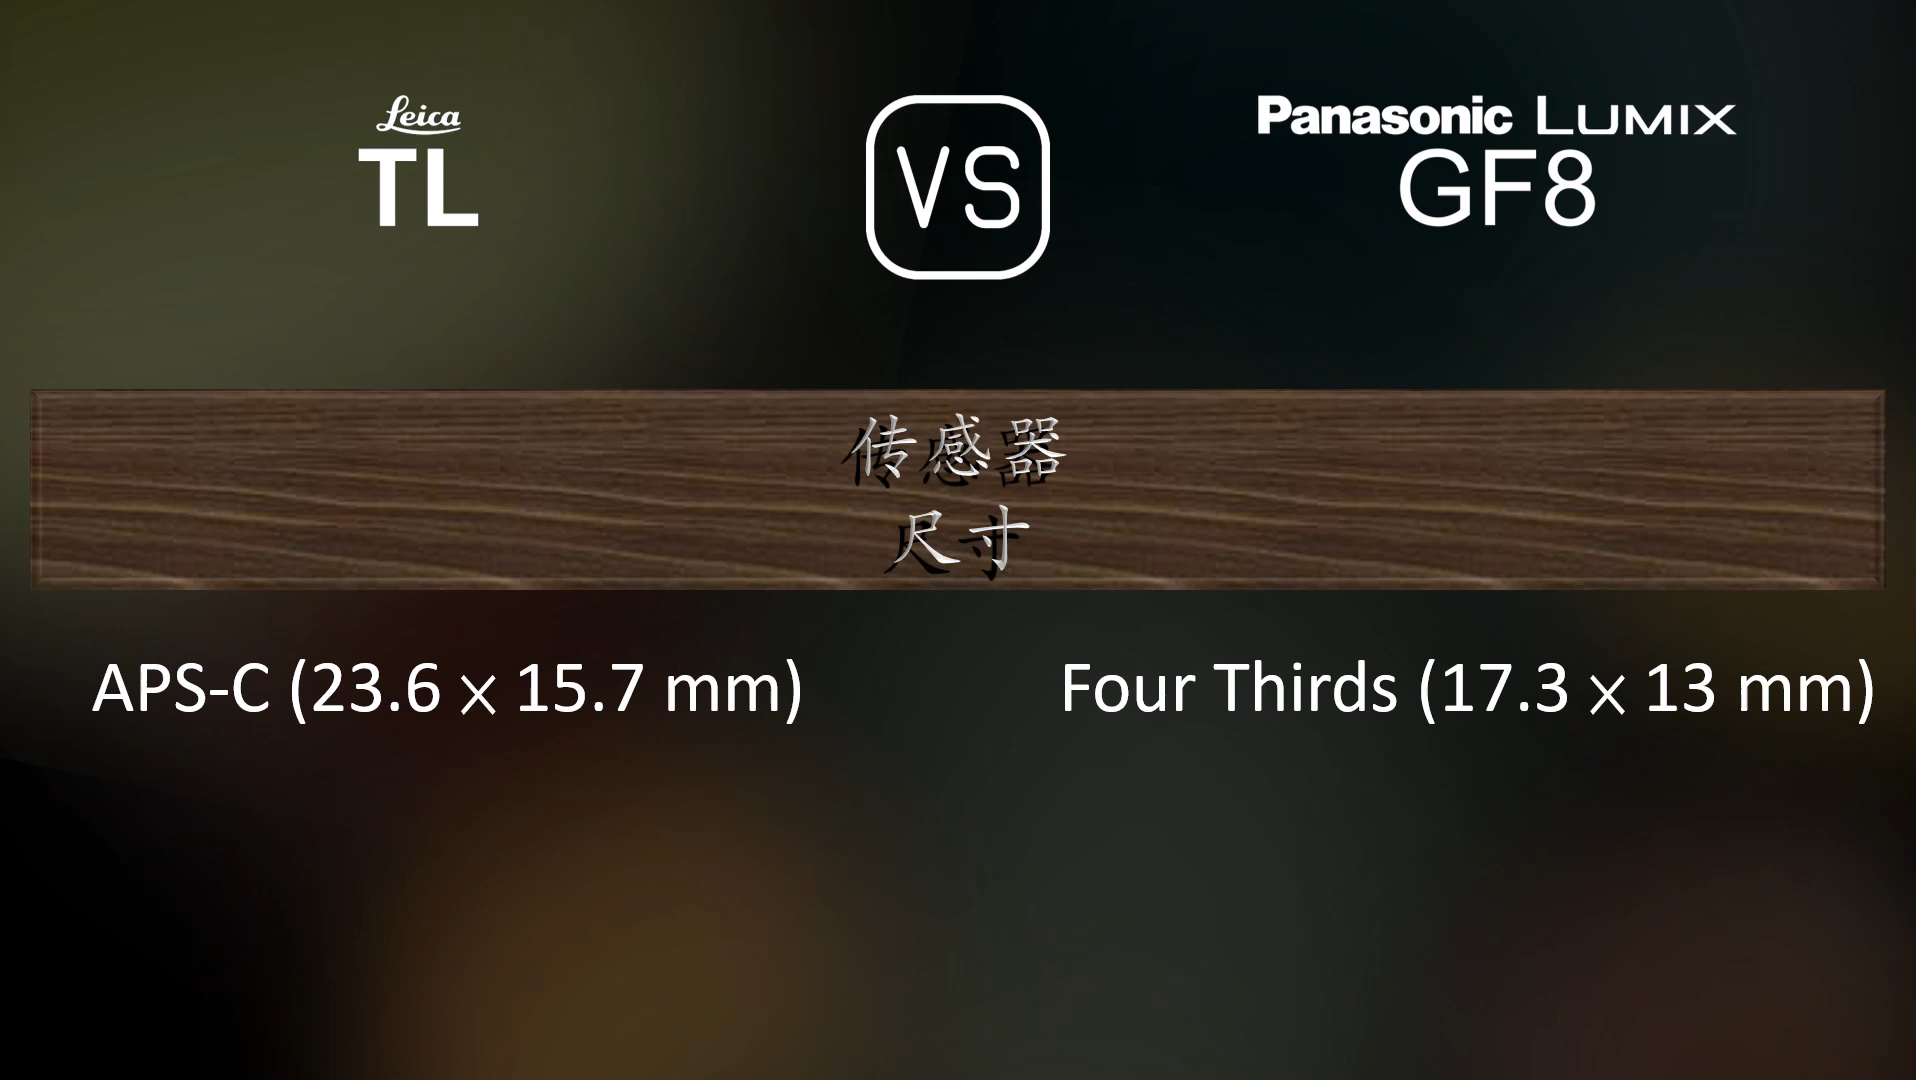 Leica
TL
VS
Panasonic LUMIX
GF8
传感器
尺寸
APS-C (23.6 x 15.7 mm)
Four Thirds (17.3 x 13 mm)